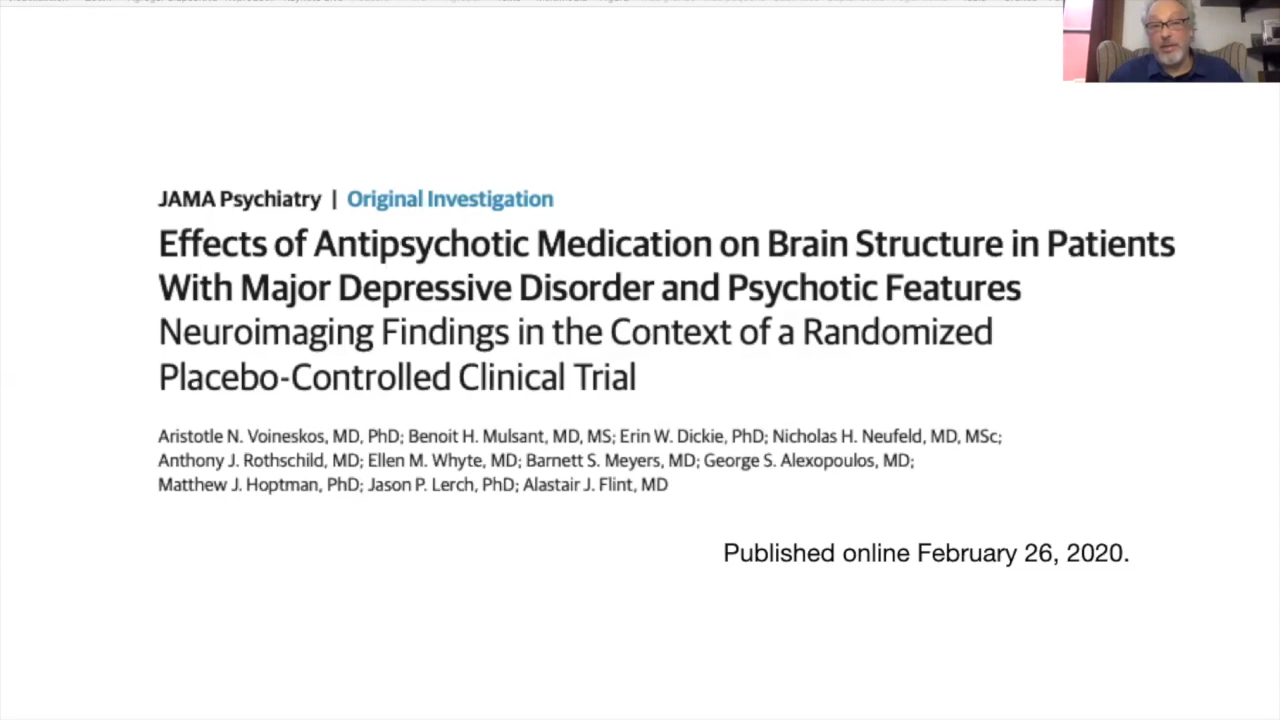 JAMA Psychiatry | Original Investigation
Effects of Antipsychotic Medication on Brain Structure in Patients
With Major Depressive Disorder and Psychotic Features
Neuroimaging Findings in the Context of a Randomized
Placebo-Controlled Clinical Trial
Aristotle N. Voineskos, MD, PhD; Benoit H. Mulsant, MD, MS; Erin W. Dickie, PhD; Nicholas H. Neufeld, MD, MSc;
Anthony J. Rothschild, MD; Ellen M. Whyte, MD; Barnett S. Meyers, MD; George S. Alexopoulos, MD;
Matthew J. Hoptman, PhD; Jason P. Lerch, PhD; Alastair J. Flint, MD
Published online February 26, 2020.